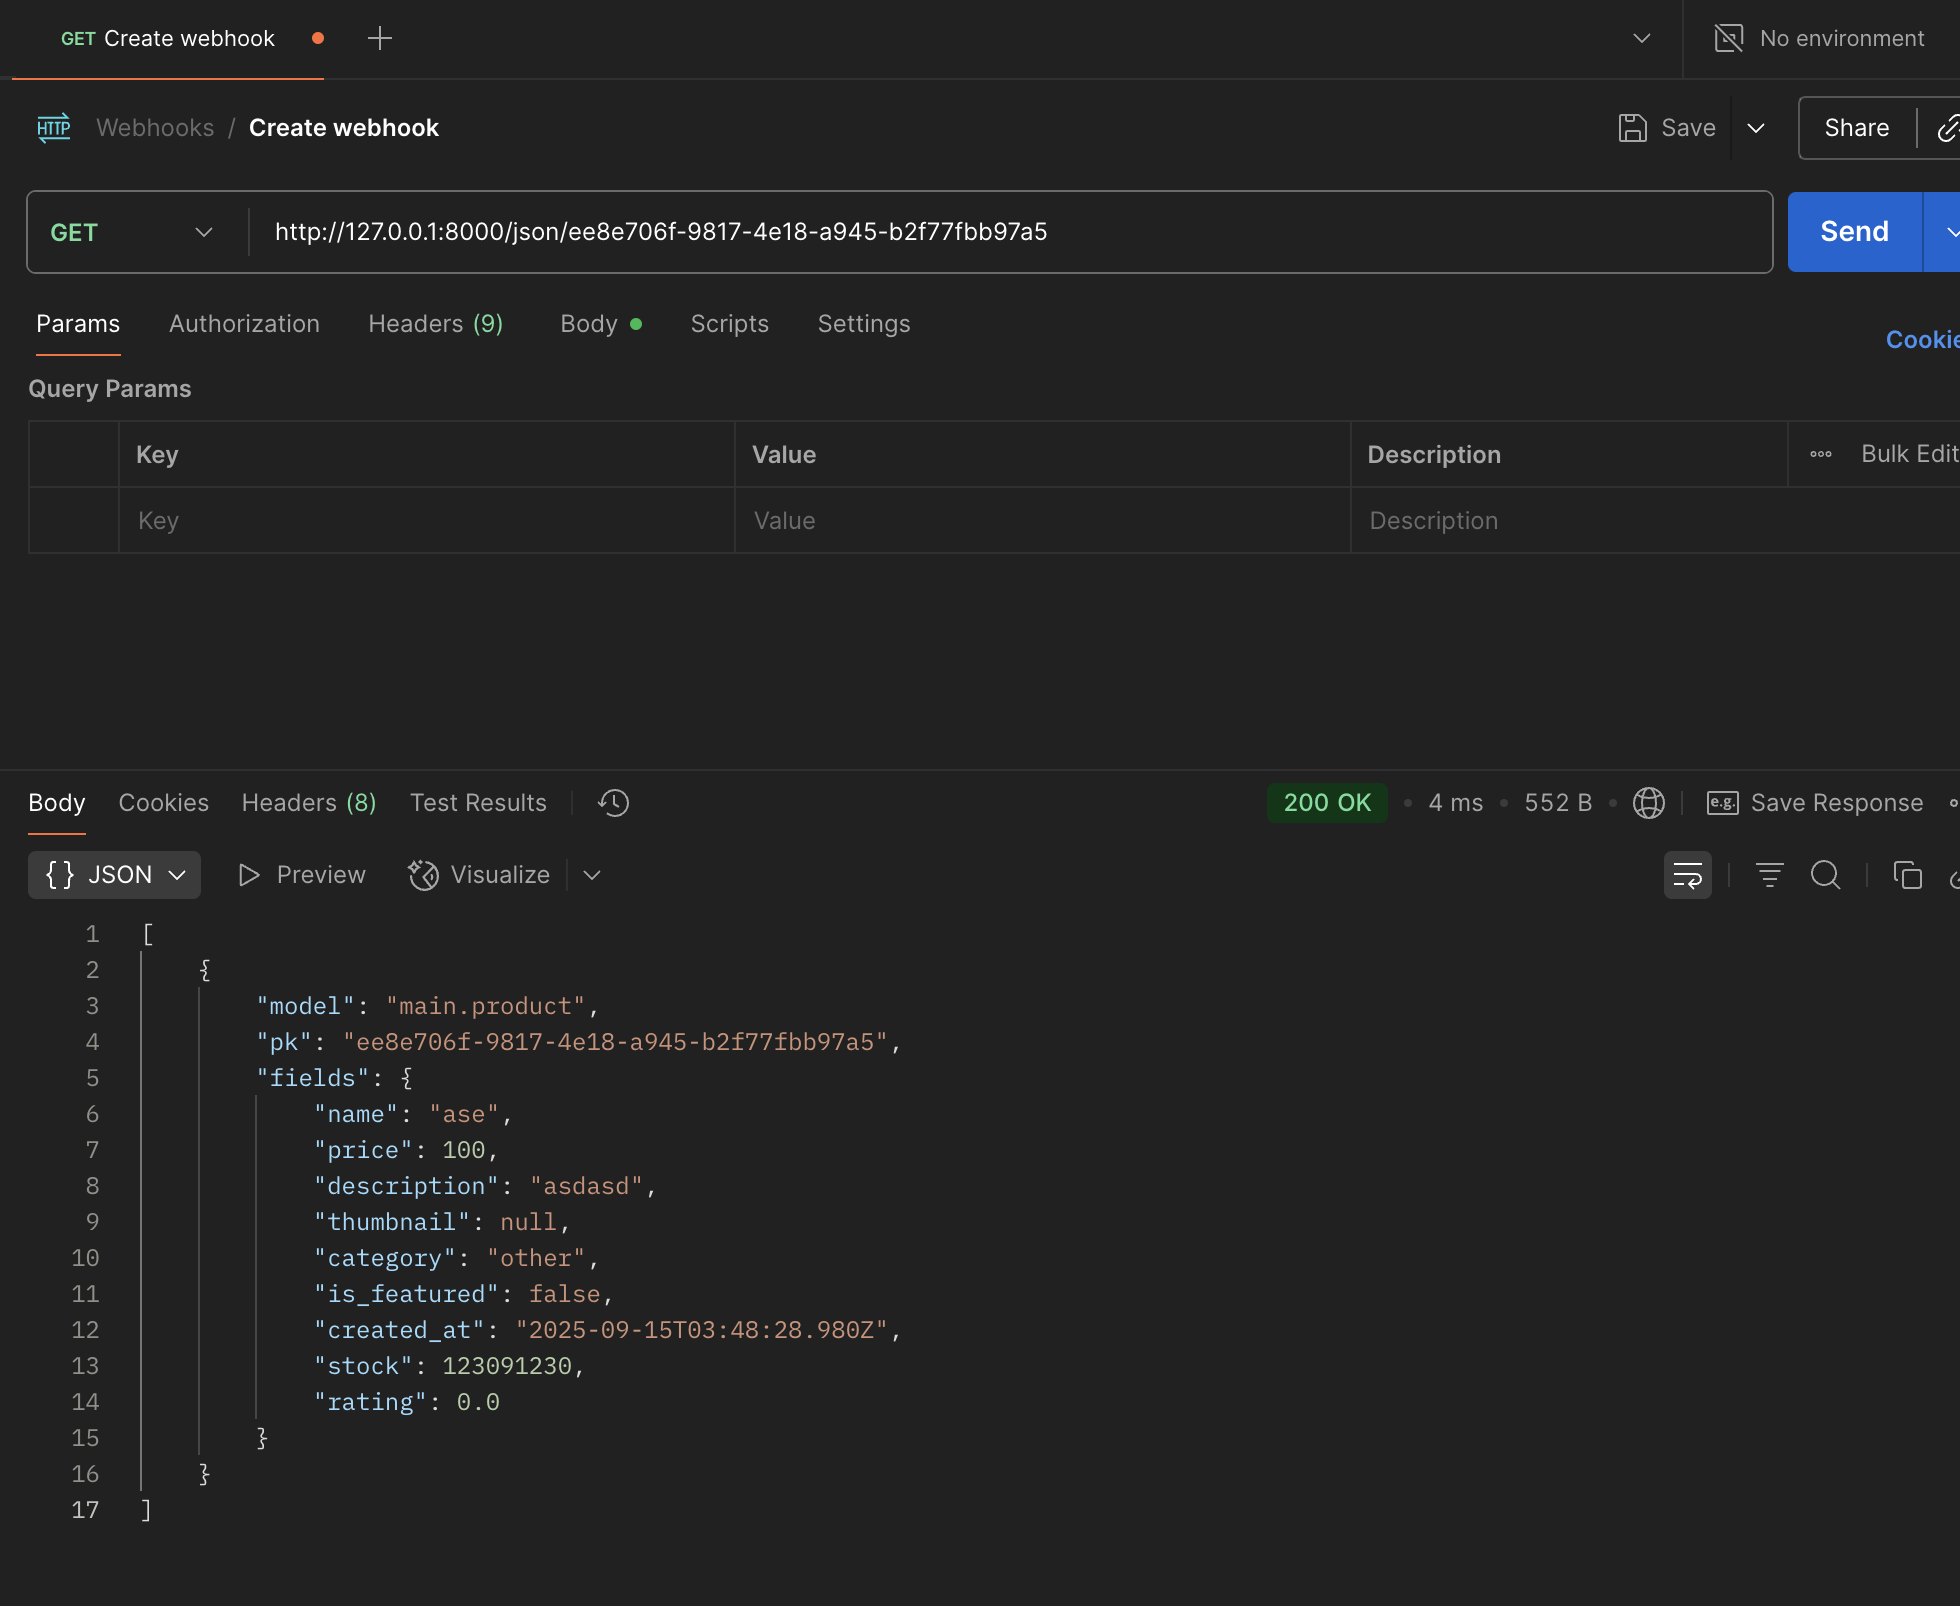 GET Create webhook
No environment
HTTP Webhooks / Create webhook
Save
Share
GET
http://127.0.0.1:8000/json/ee8e706f-9817-4e18-a945-b2f77fbb97a5
Send
Params Authorization Headers (9) Body Scripts Settings
Cookie
Query Params
Key Value Description Bulk Edit
Key Value Description
Body Cookies Headers (8) Test Results
200 OK • 4 ms • 552 B • e.g. Save Response
{} JSON Preview Visualize
1 [
2 {
3 "model": "main.product",
4 "pk": "ee8e706f-9817-4e18-a945-b2f77fbb97a5",
5 "fields": {
6 "name": "ase",
7 "price": 100,
8 "description": "asdasd",
9 "thumbnail": null,
10 "category": "other",
11 "is_featured": false,
12 "created_at": "2025-09-15T03:48:28.980Z",
13 "stock": 123091230,
14 "rating": 0.0
15 }
16 }
17 ]